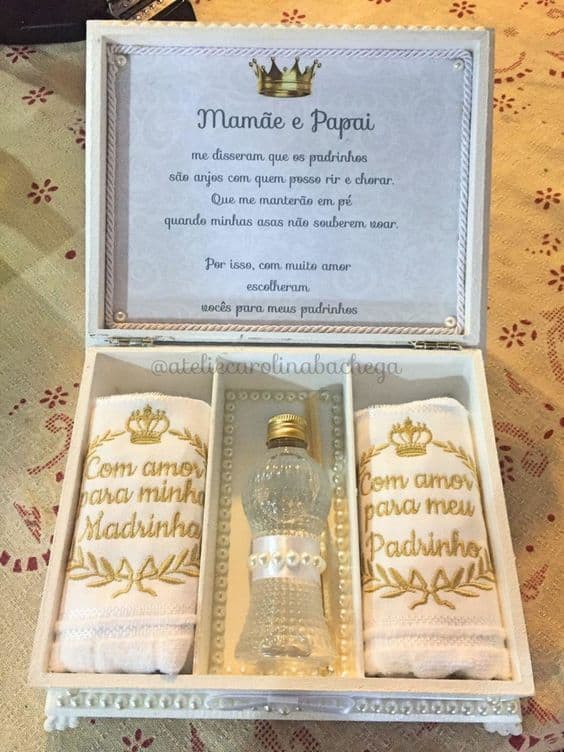 Mamãe e Papai
me disseram que os padrinhos
são anjos com quem posso rir e chorar.
Que me manterão em pé
quando minhas asas não souberem voar.
Por isso, com muito amor
escolheram
vocês para meus padrinhos
@ateliecarolinabachega
Com amor
para minha
Madrinha
Com amor
para meu
Padrinho